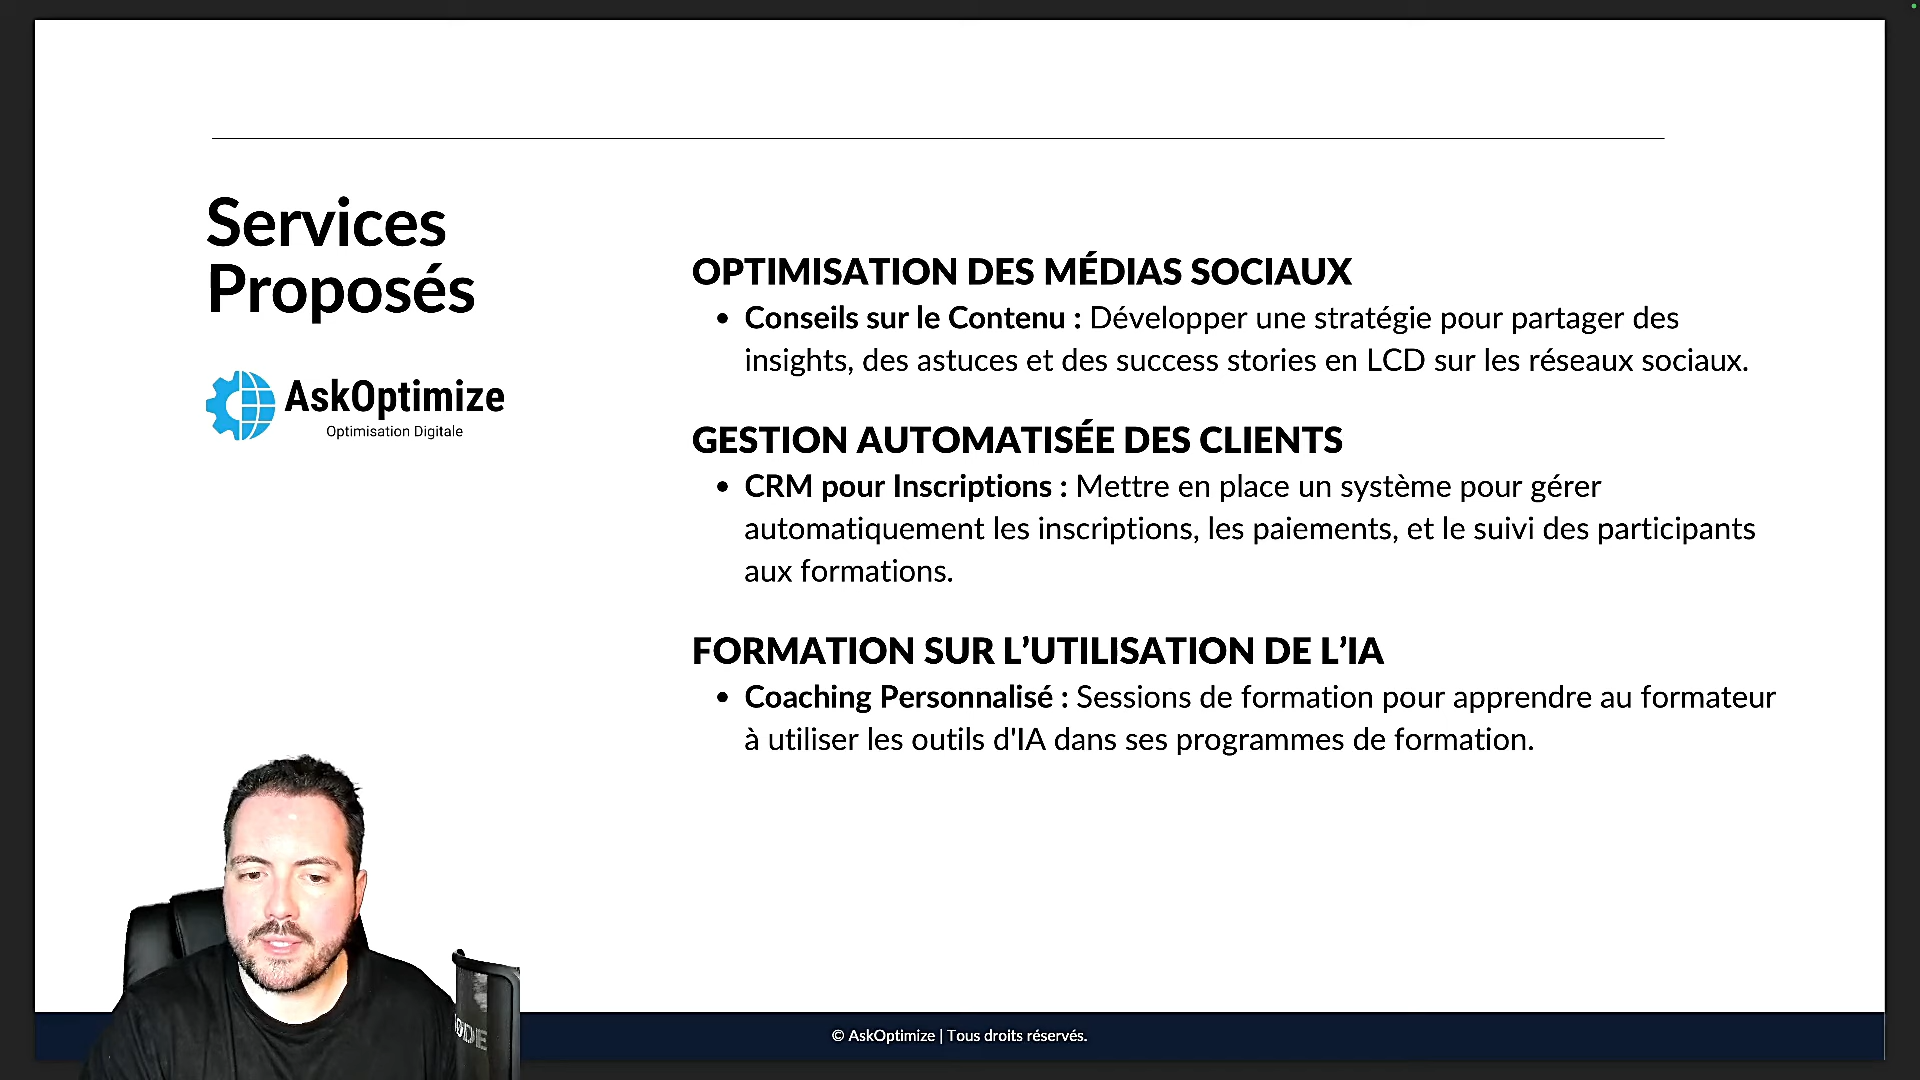 Services
Proposés
AskOptimize
Optimisation Digitale
OPTIMISATION DES MÉDIAS SOCIAUX
• Conseils sur le Contenu : Développer une stratégie pour partager des
insights, des astuces et des success stories en LCD sur les réseaux sociaux.
GESTION AUTOMATISÉE DES CLIENTS
• CRM pour Inscriptions : Mettre en place un système pour gérer
automatiquement les inscriptions, les paiements, et le suivi des participants
aux formations.
FORMATION SUR L’UTILISATION DE L’IA
• Coaching Personnalisé : Sessions de formation pour apprendre au formateur
à utiliser les outils d'IA dans ses programmes de formation.
© AskOptimize | Tous droits réservés.